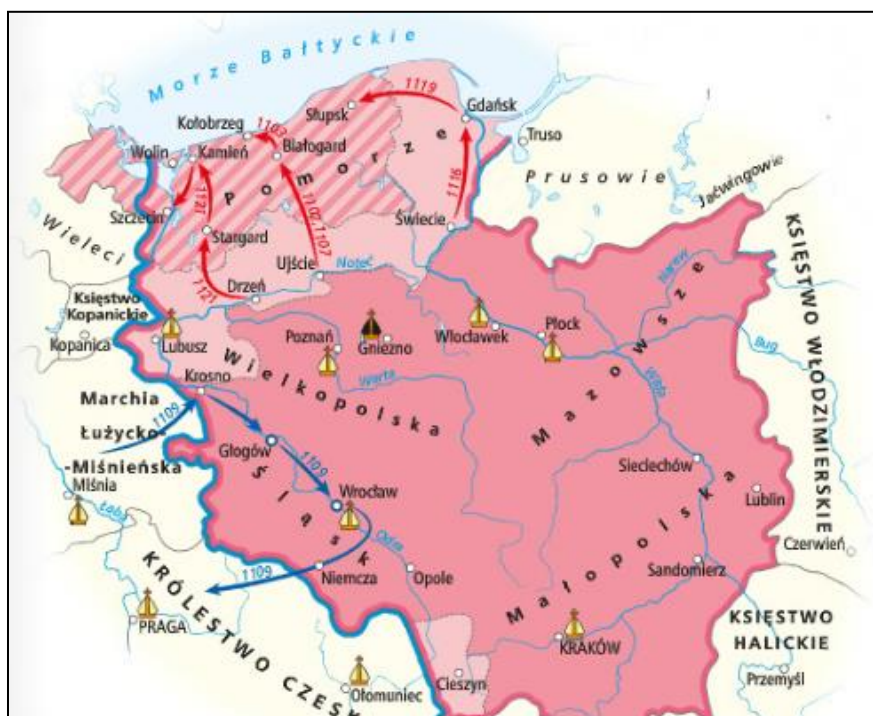 Morze Bałtyckie
1119
Gdańsk
Słupsk
Kołobrzeg
1103
Białogard
Truso
Wolin
Kamień
Pomorze
Prusowie
Jaćwingowie
1116
1121
1102, 1107
Szczecin
Świecie
Wieleci
Stargard
Ujście
Noteć
Narew
KSIĘSTWO WŁODZIMIERSKIE
1121
Drzeń
Księstwo
Kopanickie
Kopanica
Lubusz
Poznań
Gniezno
Włocławek
Płock
Bug
Wielkopolska
Warta
Mazowsze
Wisła
Krosno
Marchia
Łużycko-
-Miśnieńska
1109
Głogów
1109
Miśnia
Łaba
Śląsk
Wrocław
Odra
Sieciechów
Lublin
Małopolska
Czerwień
Sandomierz
1109
Niemcza
Opole
KRÓLESTWO CZESK
PRAGA
KRAKÓW
KSIĘSTWO
HALICKIE
Cieszyn
Przemyśl
Ołomuniec